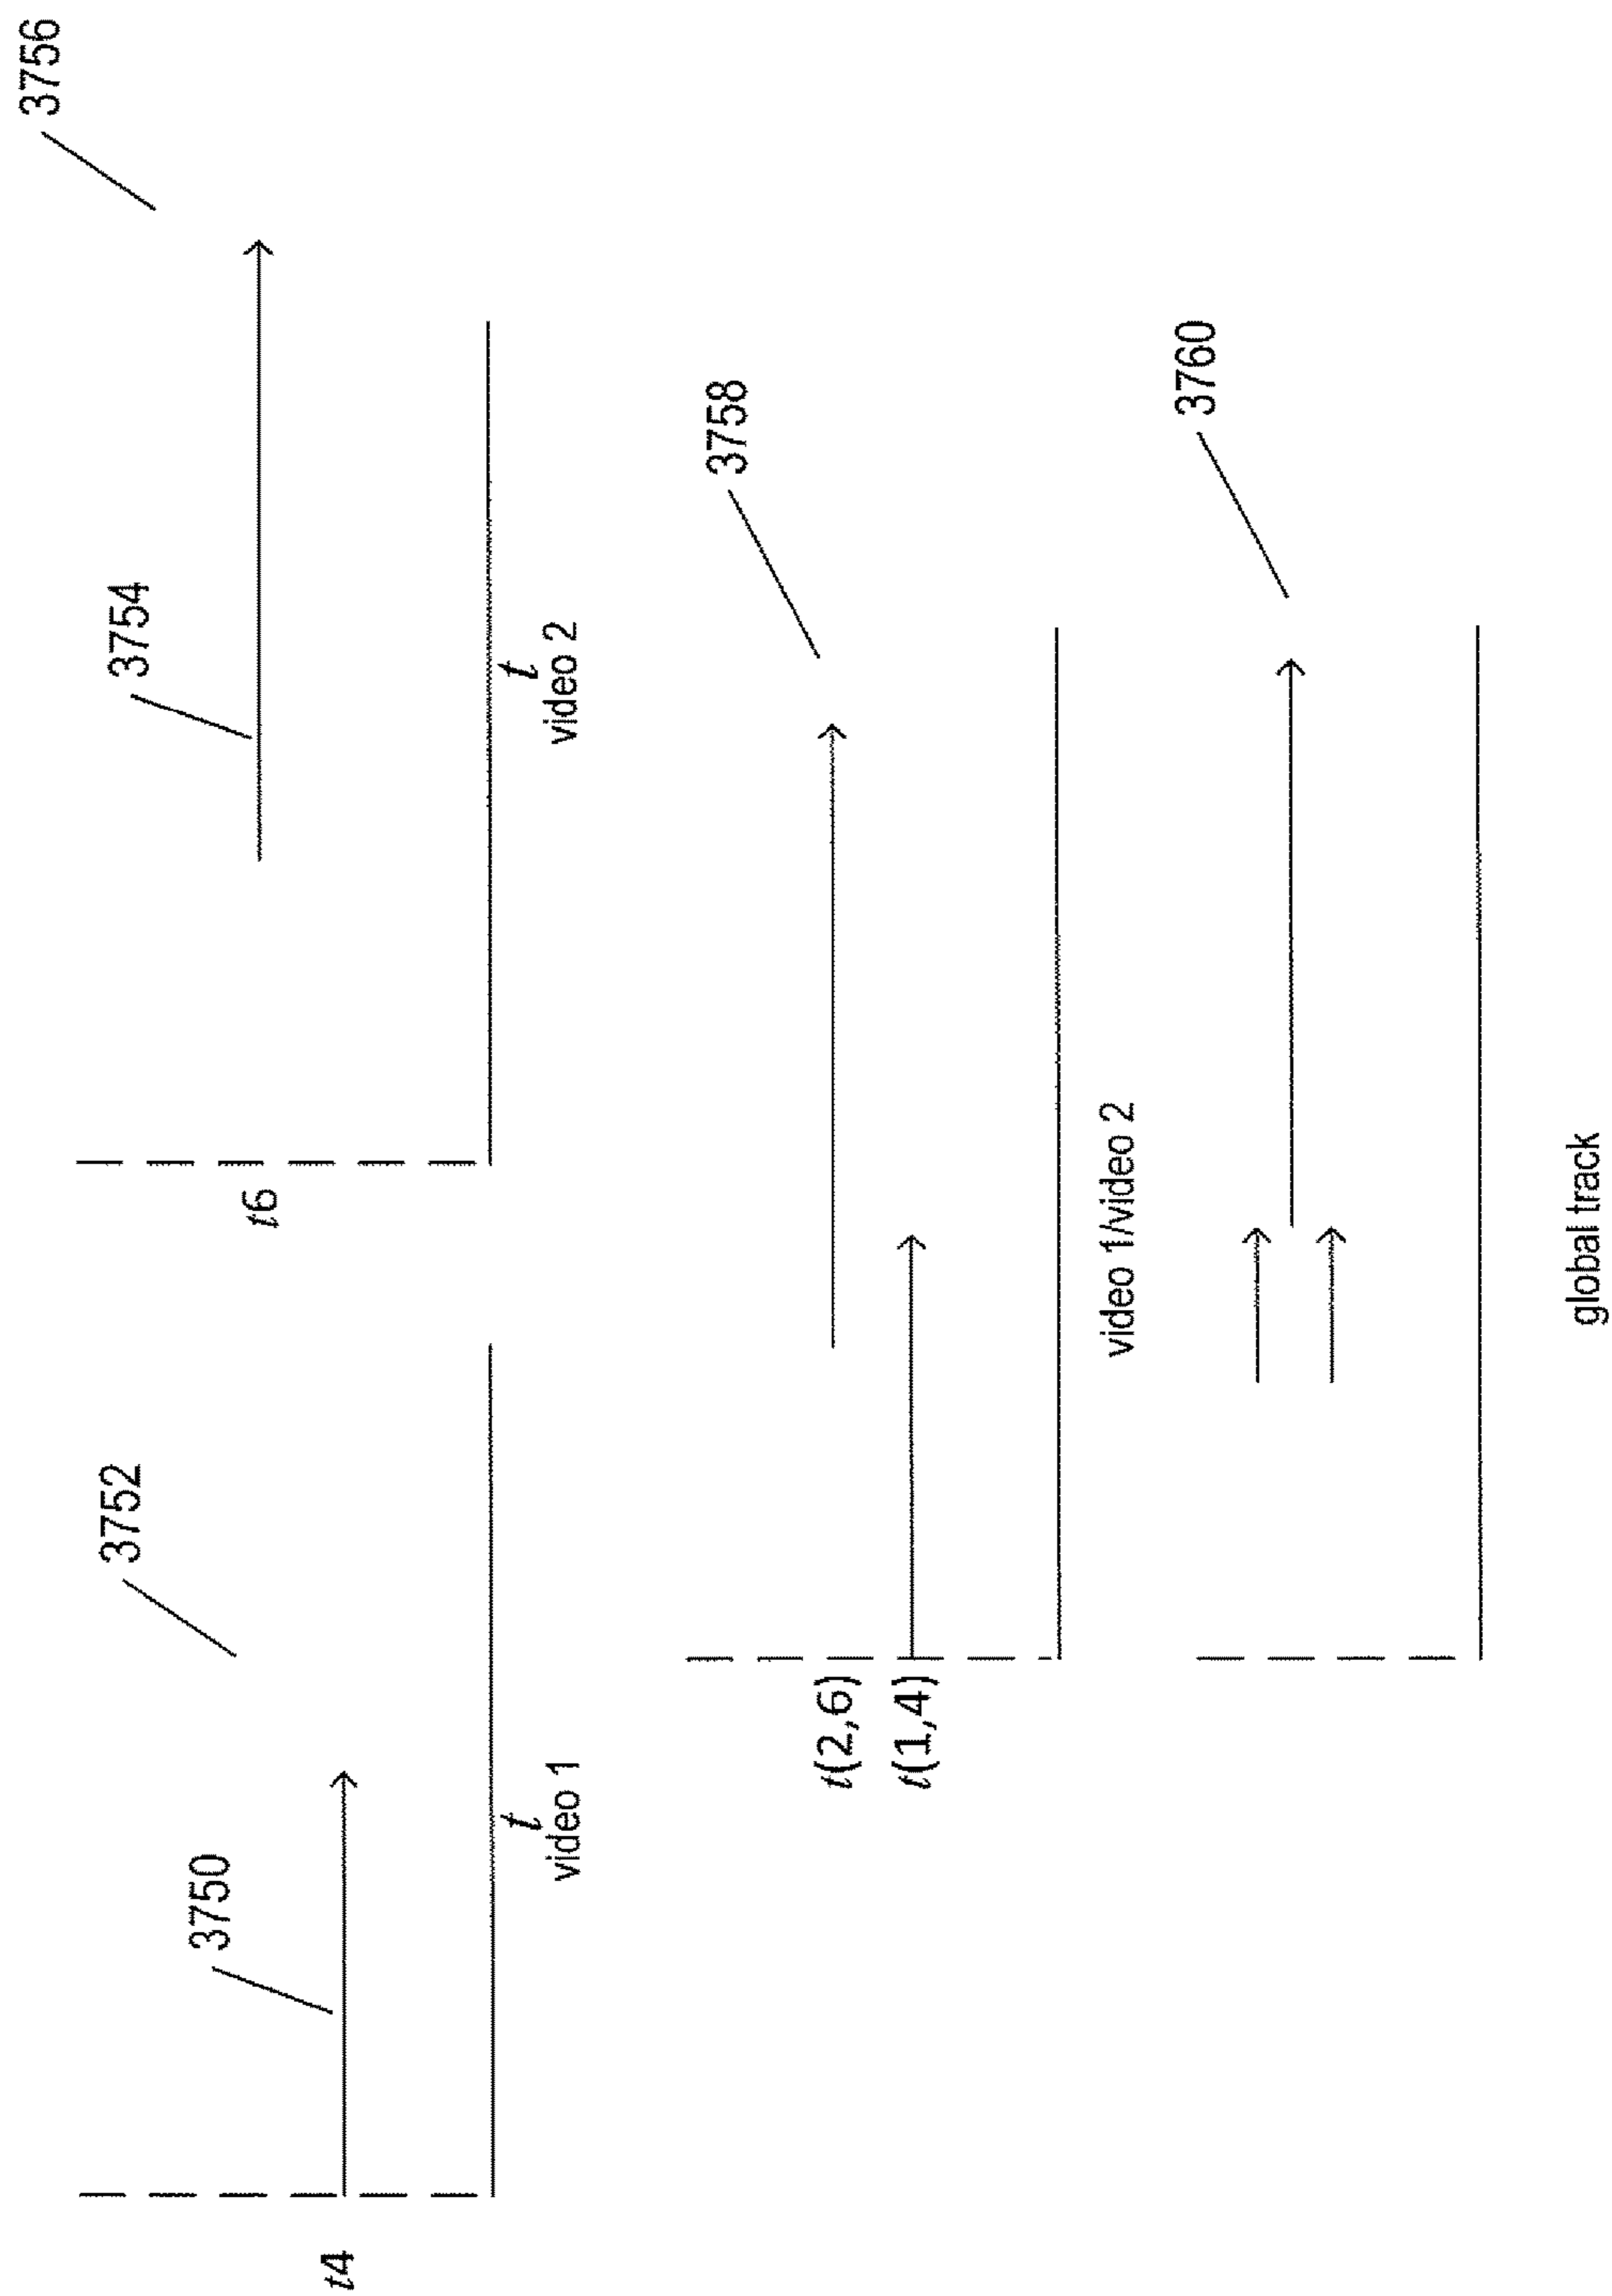 3752
3750
t4
t
video 1
3756
3754
t6
t
video 2
3758
t(2,6)
t(1,4)
video 1/video 2
3760
global track